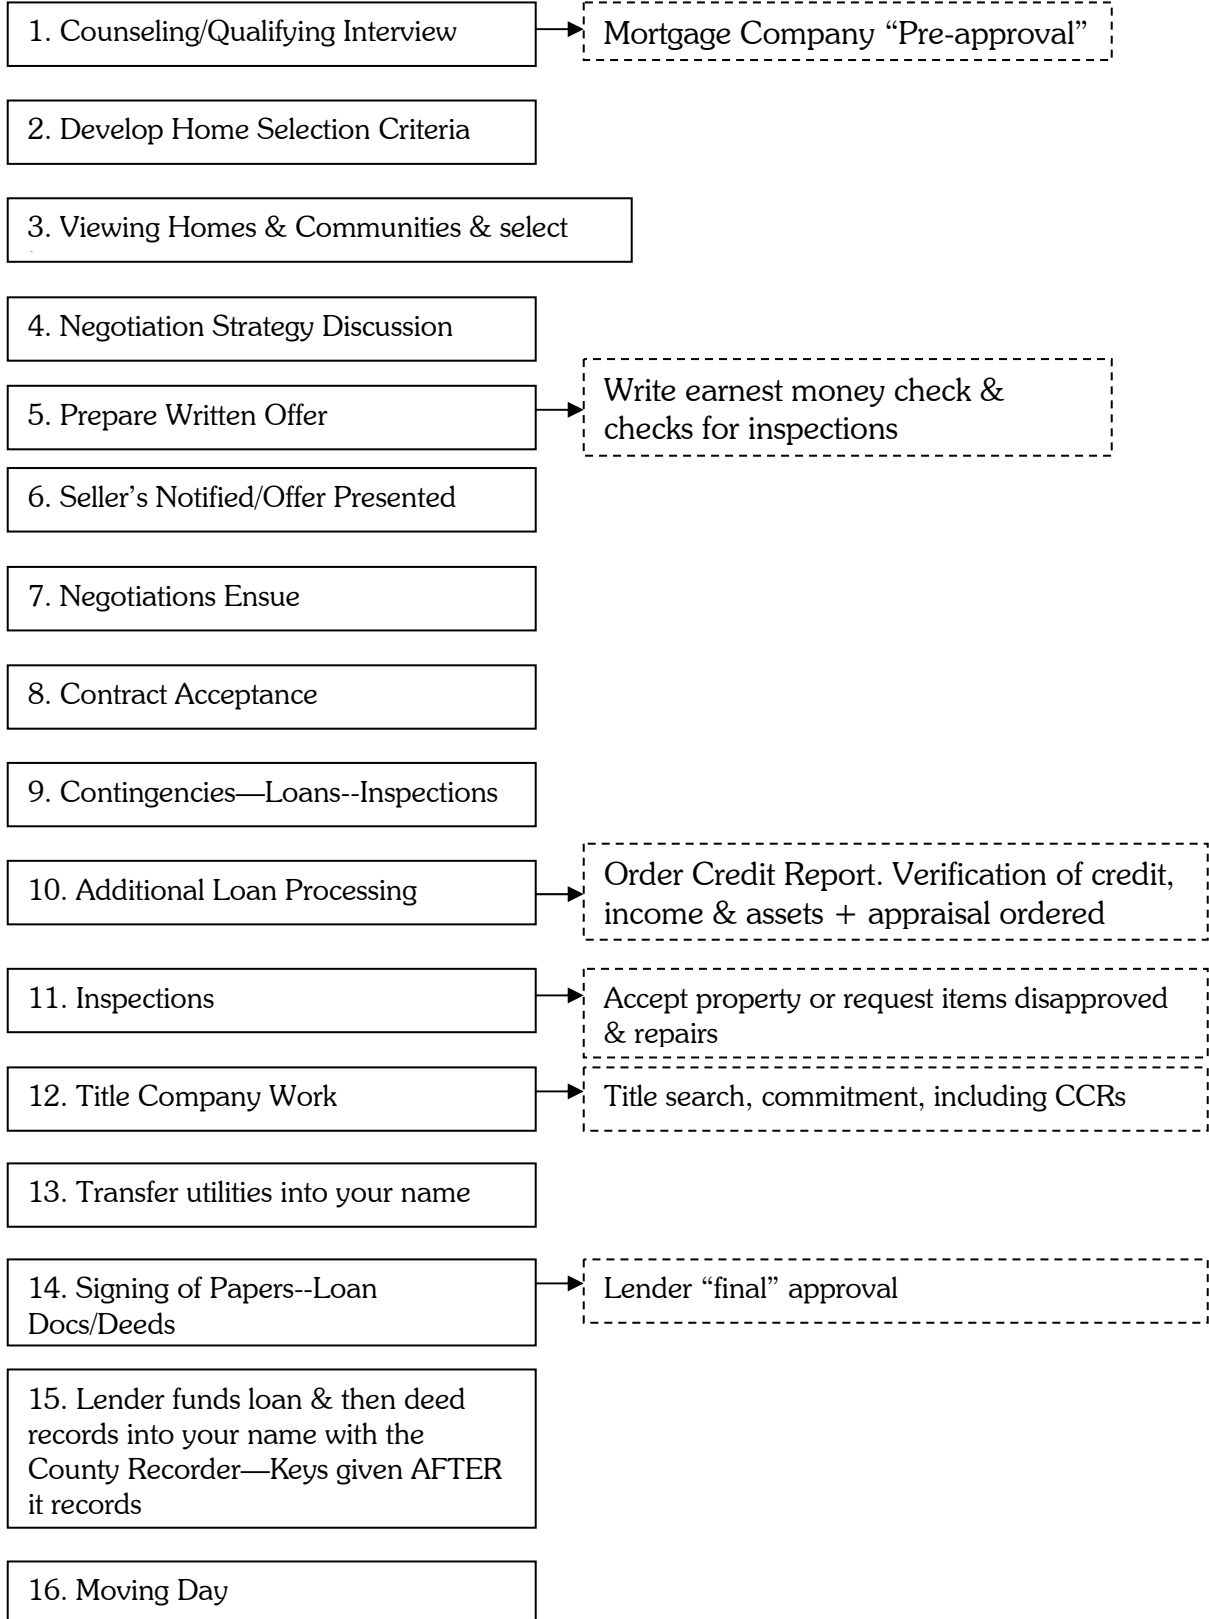 1. Counseling/Qualifying Interview
Mortgage Company “Pre-approval”
2. Develop Home Selection Criteria
3. Viewing Homes & Communities & select
4. Negotiation Strategy Discussion
5. Prepare Written Offer
Write earnest money check &
checks for inspections
6. Seller’s Notified/Offer Presented
7. Negotiations Ensue
8. Contract Acceptance
9. Contingencies—Loans--Inspections
10. Additional Loan Processing
Order Credit Report. Verification of credit,
income & assets + appraisal ordered
11. Inspections
Accept property or request items disapproved
& repairs
12. Title Company Work
Title search, commitment, including CCRs
13. Transfer utilities into your name
14. Signing of Papers--Loan
Docs/Deeds
Lender “final” approval
15. Lender funds loan & then deed
records into your name with the
County Recorder—Keys given AFTER
it records
16. Moving Day